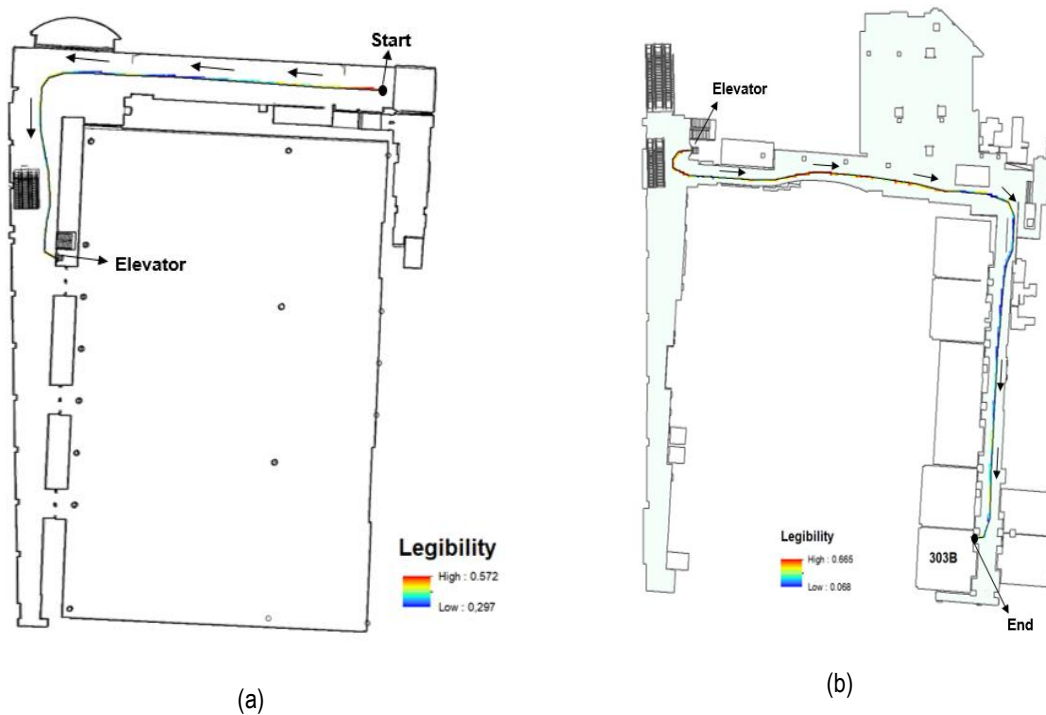 Start
Elevator
Legibility
High : 0.572
Low : 0,297
(a)
Elevator
Legibility
High : 0.665
Low : 0.068
303B
End
(b)